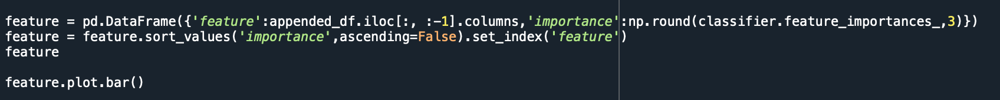 feature = pd.DataFrame({'feature':appended_df.iloc[:, :-1].columns,'importance':np.round(classifier.feature_importances_,3)})
feature = feature.sort_values('importance',ascending=False).set_index('feature')
feature
feature.plot.bar()